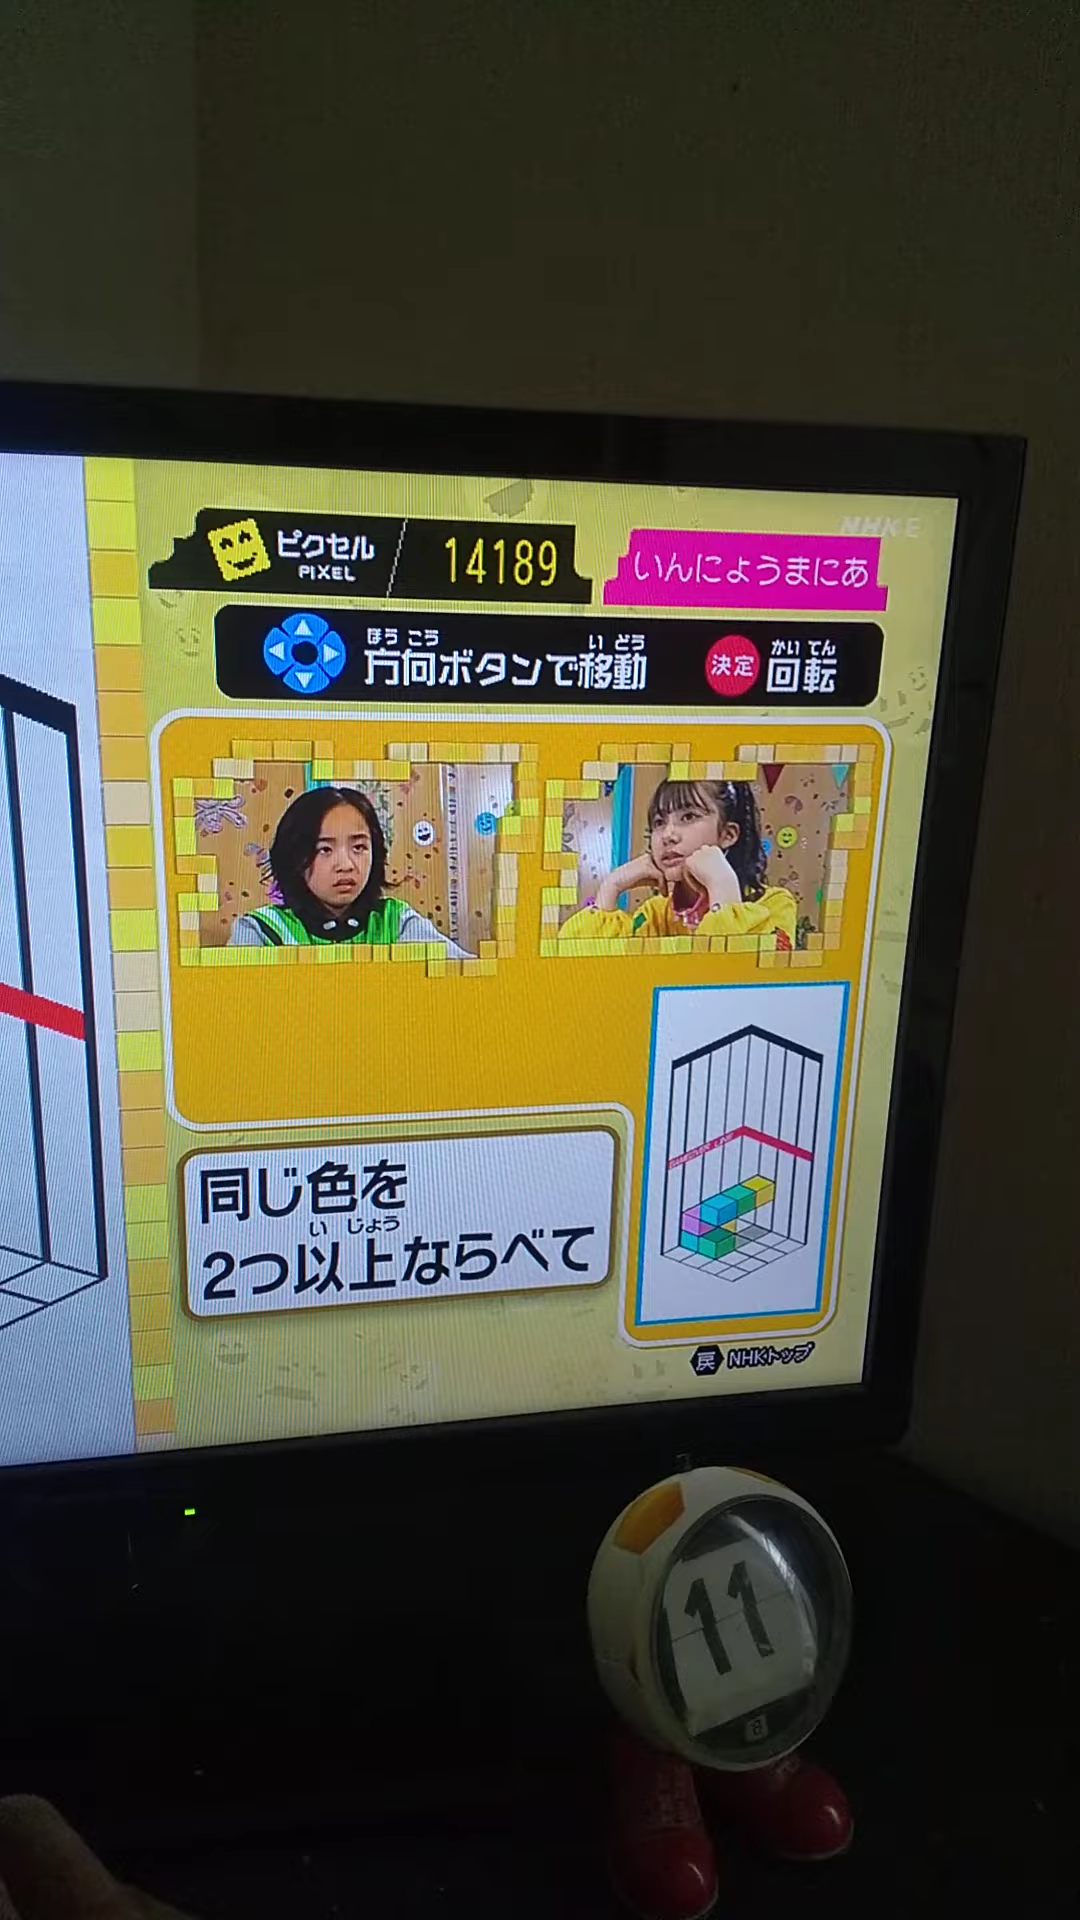 NHK E
ピクセル
PIXEL
14189
いんにょうまにあ
ほう こう
い どう
方向ボタンで移動
決定
かい てん
回転
GAMEOVER LINE
同じ色を
い じょう
2つ以上ならべて
戻 NHKトップ
11
8